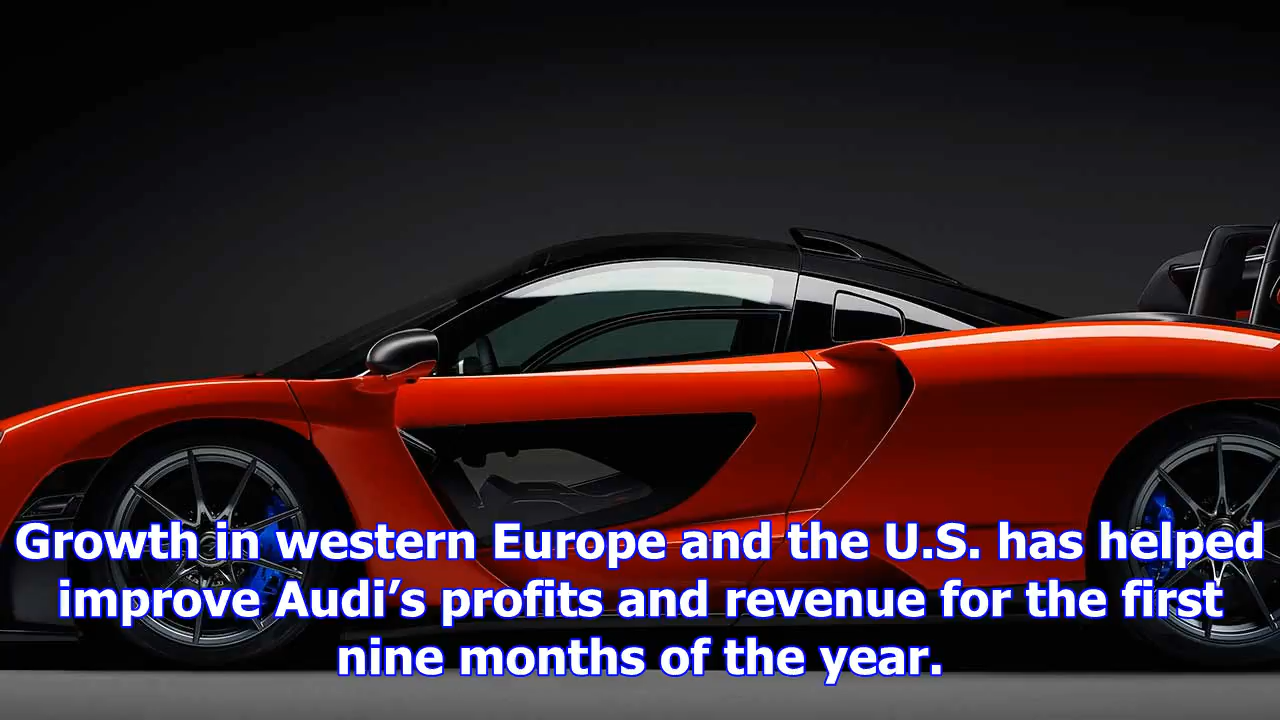 Growth in western Europe and the U.S. has helped
improve Audi’s profits and revenue for the first
nine months of the year.